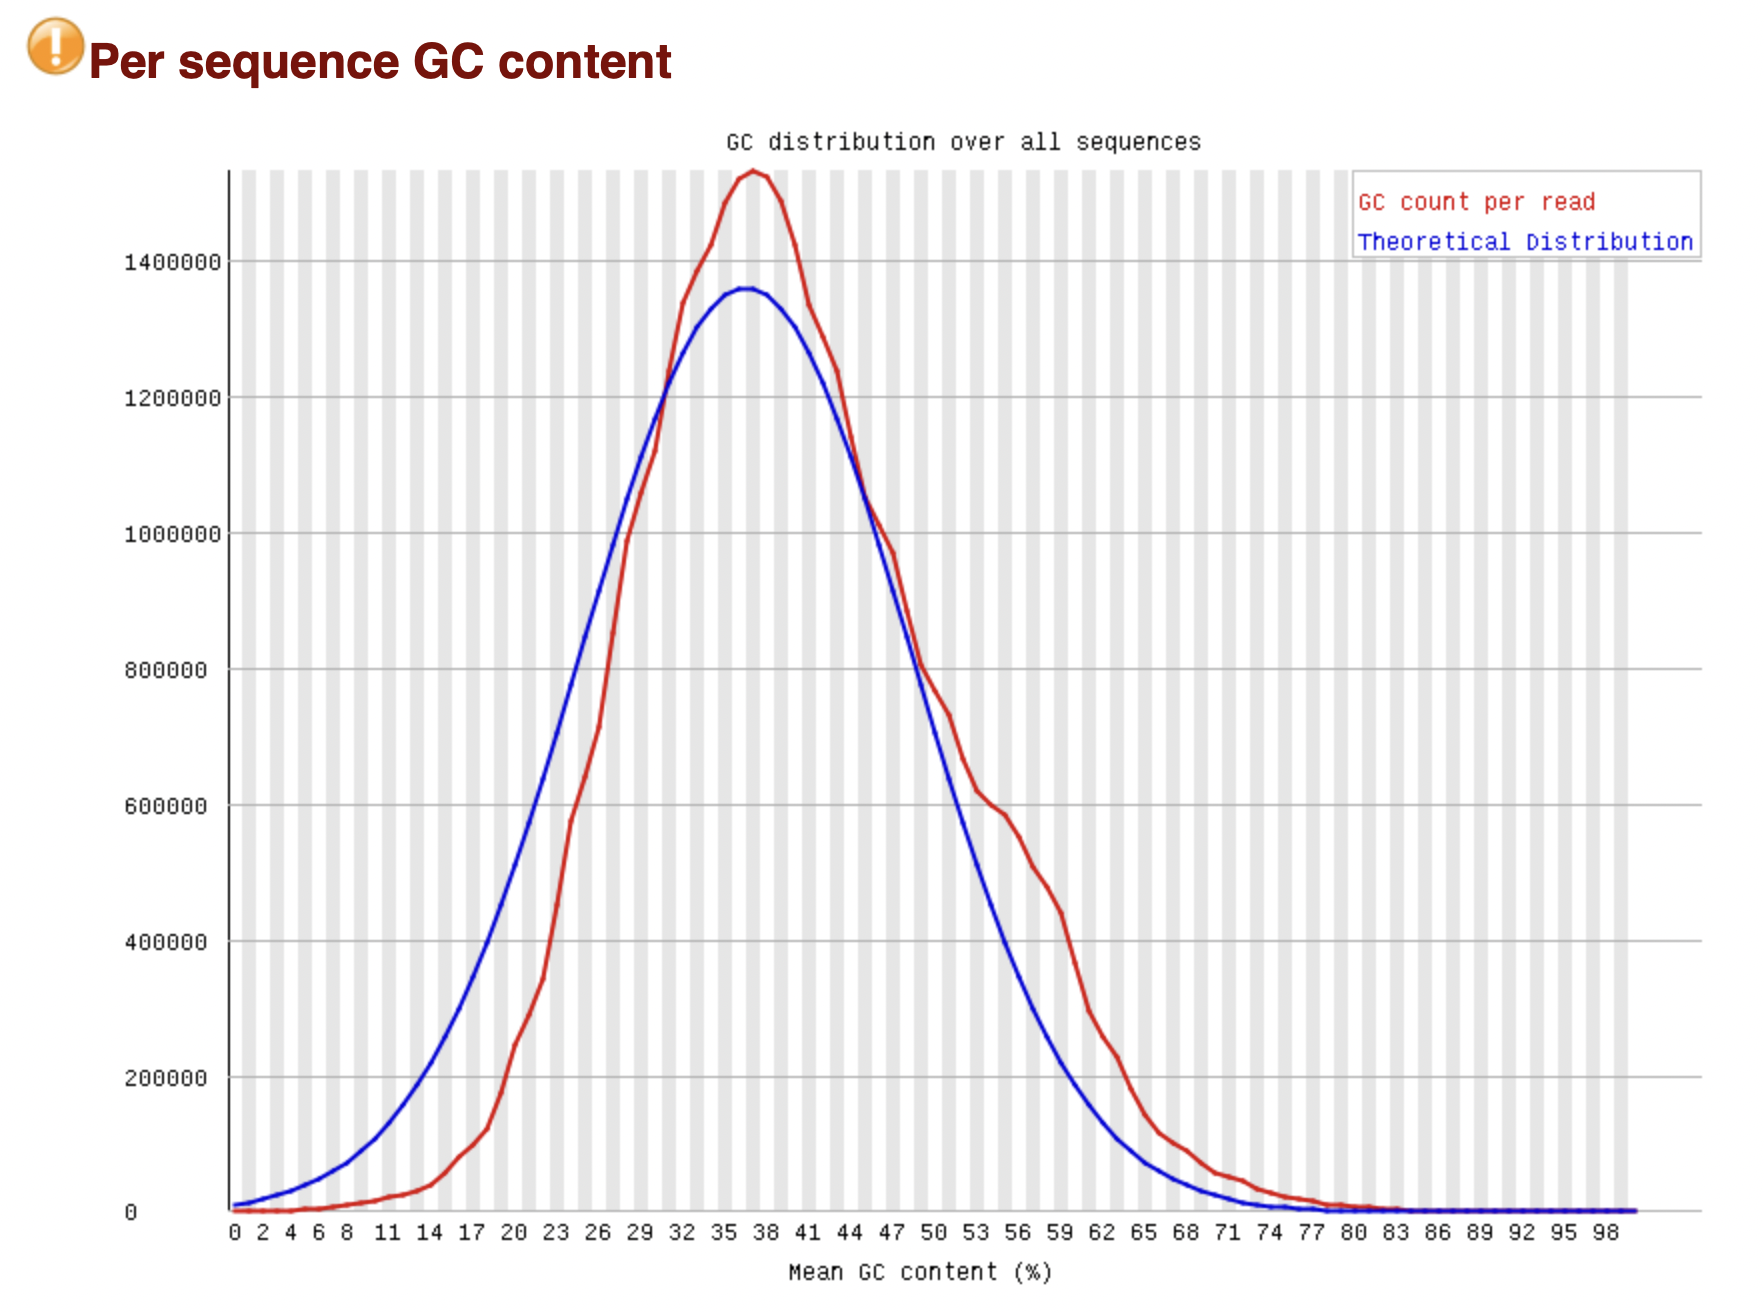 Per sequence GC content
GC distribution over all sequences
GC count per read
Theoretical Distribution
1400000
1200000
1000000
800000
600000
400000
200000
0
0 2 4 6 8 11 14 17 20 23 26 29 32 35 38 41 44 47 50 53 56 59 62 65 68 71 74 77 80 83 86 89 92 95 98
Mean GC content (%)